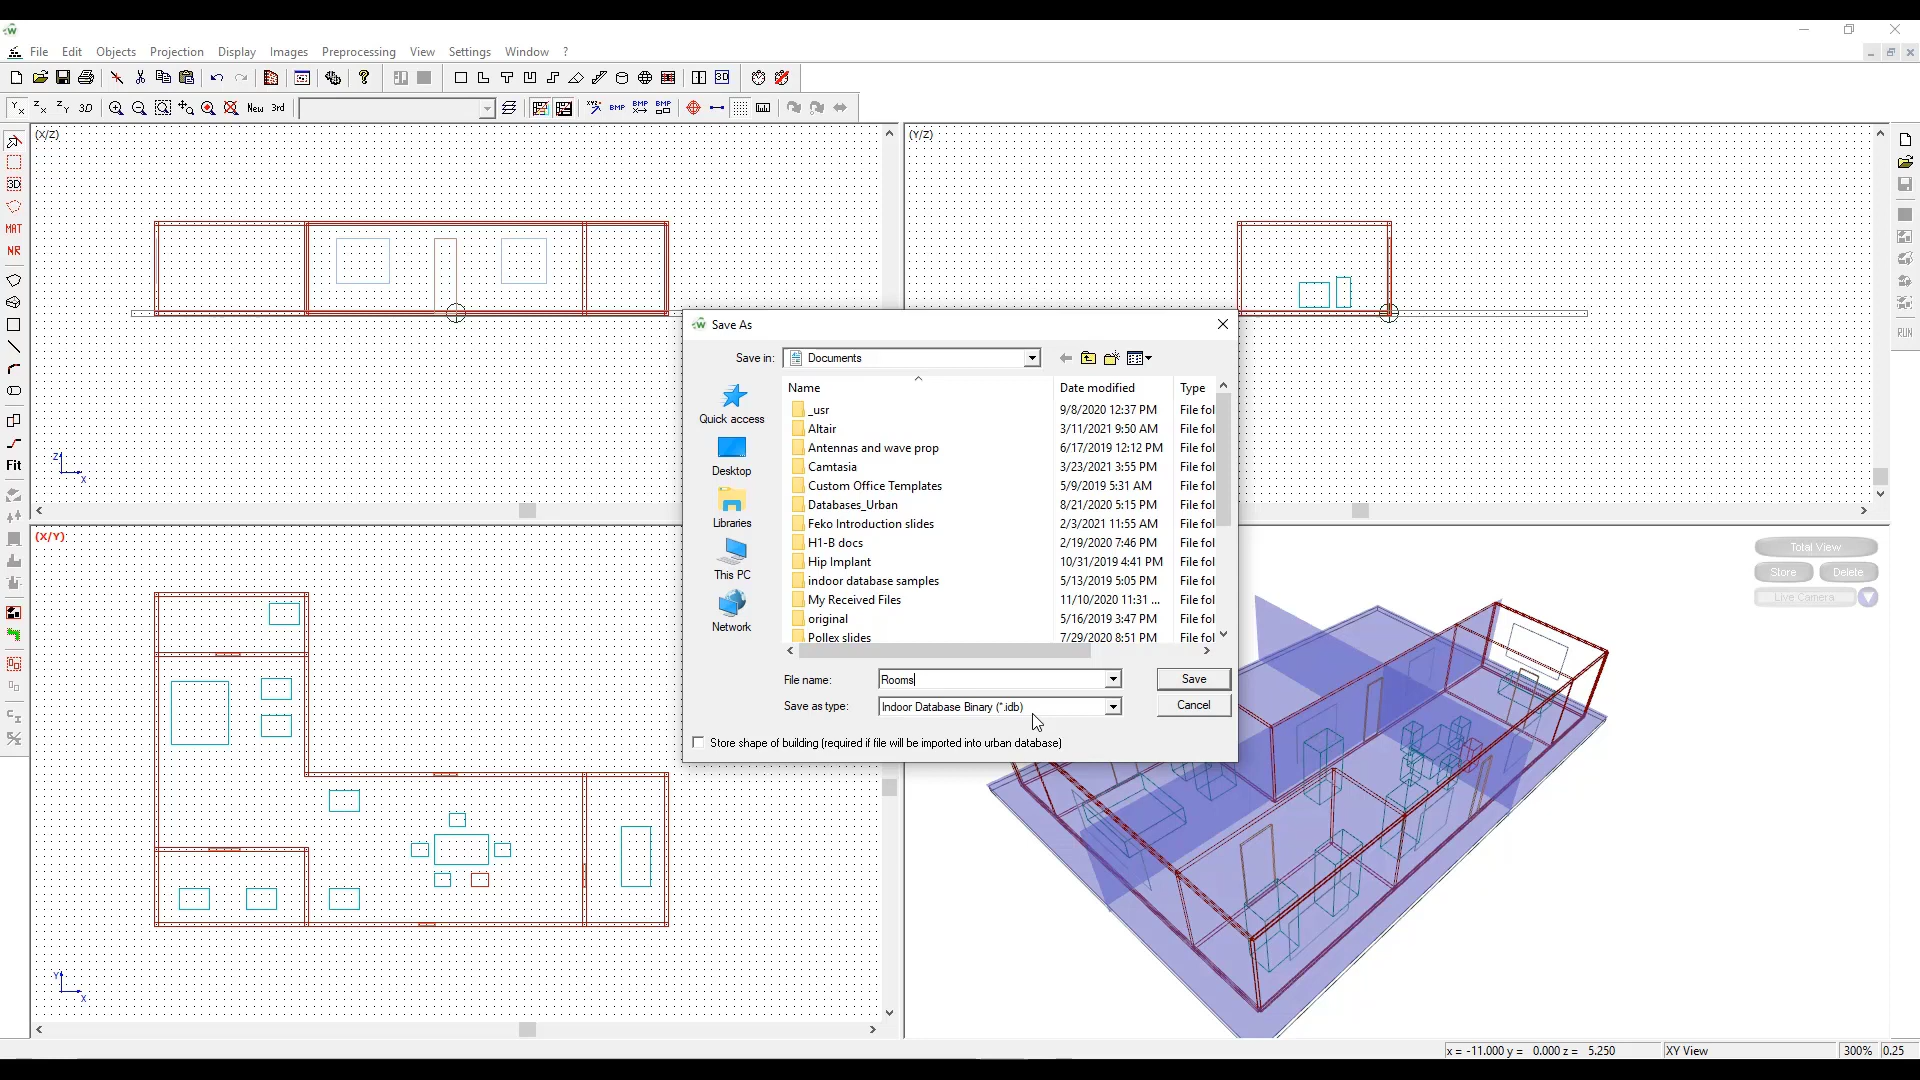 File Edit Objects Projection Display Images Preprocessing View Settings Window ?
3D
3D New 3rd
BMP BMP BMP
(X/Z)
(Y/Z)
3D
MAT
NR
Fit
RUN
Z
X
Save As
Save in: Documents
Name Date modified Type
Quick access
Desktop
Libraries
This PC
Network
_usr 9/8/2020 12:37 PM File fol
Altair 3/11/2021 9:50 AM File fol
Antennas and wave prop 6/17/2019 12:12 PM File fol
Camtasia 3/23/2021 3:55 PM File fol
Custom Office Templates 5/9/2019 5:31 AM File fol
Databases_Urban 8/21/2020 5:15 PM File fol
Feko Introduction slides 2/3/2021 11:55 AM File fol
H1-B docs 2/19/2020 7:46 PM File fol
Hip Implant 10/31/2019 4:41 PM File fol
indoor database samples 5/13/2019 5:05 PM File fol
My Received Files 11/10/2020 11:31 ... File fol
original 5/16/2019 3:47 PM File fol
Pollex slides 7/29/2020 8:51 PM File fol
File name: Rooms Save
Save as type: Indoor Database Binary (*.idb) Cancel
Store shape of building (required if file will be imported into urban database)
(X/Y)
Y
X
Total View
Store Delete
Live Camera
x = -11.000 y = 0.000 z = 5.250 XY View 300% 0.25